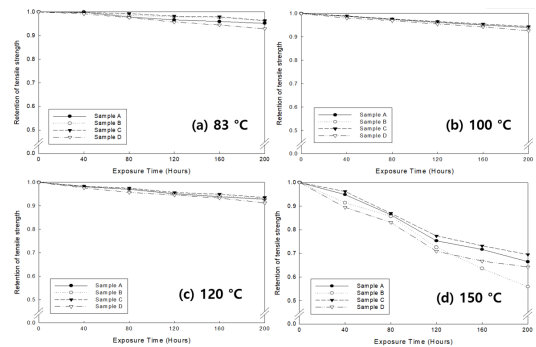 Retention of tensile strength
1.0
0.9
0.8
0.7
0.6
0.5
0.0
Sample A
Sample B
Sample C
Sample D
(a) 83 °C
0 40 80 120 160 200
Exposure Time (Hours)
Retention of tensile strength
1.0
0.9
0.8
0.7
0.6
0.5
0.0
Sample A
Sample B
Sample C
Sample D
(b) 100 °C
0 40 80 120 160 200
Exposure Time (Hours)
Retention of tensile strength
1.0
0.9
0.8
0.7
0.6
0.5
0.0
Sample A
Sample B
Sample C
Sample D
(c) 120 °C
0 40 80 120 160 200
Exposure Time (Hours)
Retention of tensile strength
1.0
0.9
0.8
0.7
0.6
0.5
0.0
Sample A
Sample B
Sample C
Sample D
(d) 150 °C
0 40 80 120 160 200
Exposure Time (Hours)